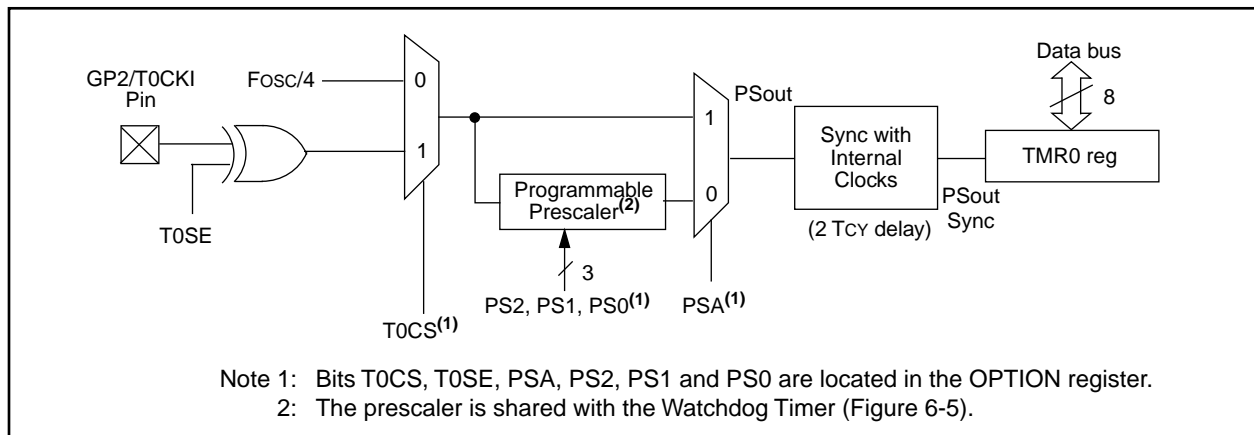 Data bus
8
GP2/T0CKI
Pin
FOSC/4
0
1
T0SE
T0CS(1)
Programmable
Prescaler(2)
3
PS2, PS1, PS0(1)
1
0
PSA(1)
PSout
Sync with
Internal
Clocks
(2 TCY delay)
PSout
Sync
TMR0 reg
Note 1: Bits T0CS, T0SE, PSA, PS2, PS1 and PS0 are located in the OPTION register.
2: The prescaler is shared with the Watchdog Timer (Figure 6-5).